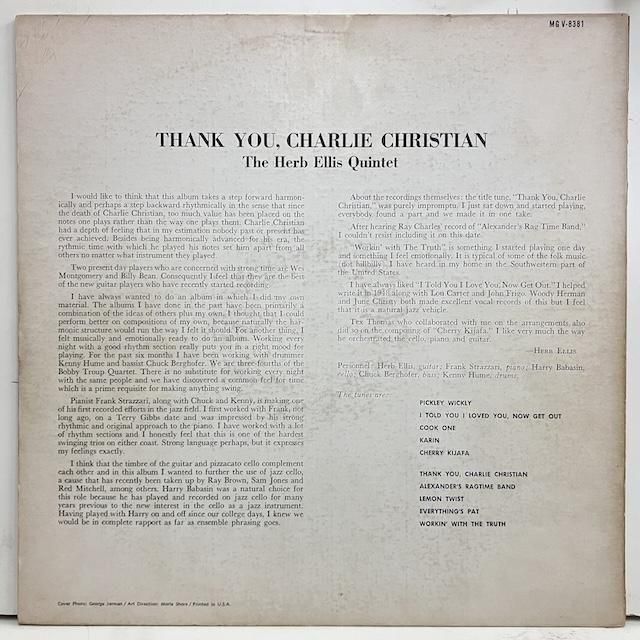 MG V-8381
THANK YOU, CHARLIE CHRISTIAN
The Herb Ellis Quintet
I would like to think that this album takes a step forward harmon-
ically and perhaps a step backward rhythmically in the sense that since
the death of Charlie Christian, too much value has been placed on the
notes one plays rather than the way one plays them. Charlie Christian
had a depth of feeling that in my estimation nobody past or present has
ever achieved. Besides being harmonically advanced for his era, the
rythmic time with which he played his notes set him apart from all
others no matter what instrument they played.
Two present day players who are concerned with strong time are Wes
Montgomery and Billy Bean. Consequently I feel that they are the best
of the new guitar players who have recently started recording.
I have always wanted to do an album in which I did my own
material. The albums I have done in the past have been primarily a
combination of the ideas of others plus my own. I thought that I could
perform better on compositions of my own, because naturally the har-
monic structure would run the way I felt it should. For another thing, I
felt musically and emotionally ready to do an album. Working every
night with a good rhythm section really puts you in a right mood for
playing. For the past six months I have been working with drummer
Kenny Hume and bassist Chuck Berghofer. We are three-fourths of the
Bobby Troup Quartet. There is no substitute for working every night
with the same people and we have discovered a common feel for time
which is a prime requisite for making anything swing.
Pianist Frank Strazzari, along with Chuck and Kenny, is making one
of his first recorded efforts in the jazz field. I first worked with Frank, not
long ago, on a Terry Gibbs date and was impressed by his strong
rhythmic and original approach to the piano. I have worked with a lot
of rhythm sections and I honestly feel that this is one of the hardest
swinging trios on either coast. Strong language perhaps, but it expresses
my feelings exactly.
I think that the timbre of the guitar and pizzacato cello complement
each other and in this album I wanted to further the use of jazz cello,
a cause that has recently been taken up by Ray Brown, Sam Jones and
Red Mitchell, among others. Harry Babasin was a natural choice for
this role because he has played and recorded on jazz cello for many
years previous to the new interest in the cello as a jazz instrument.
Having played with Harry on and off since our college days, I knew we
would be in complete rapport as far as ensemble phrasing goes.
About the recordings themselves: the title tung, "Thank You, Charlie
Christian," was purely impromptu. I just sat down and started playing,
everybody found a part and we made it in one take.
After hearing Ray Charles' record of "Alexander's Rag Time Band,"
I couldn't resist including it on this date.
"Workin' with The Truth" is something I started playing one day
and something I feel emotionally. It is typical of some of the folk music
(not hillbilly) I have heard in my home in the Southwestern part of
the United States.
I have always liked "I Told You I Love You, Now Get Out." I helped
write it in 1946 along with Lou Carter and John Frigo. Woody Herman
and June Christy both made excellent vocal records of this but I feel
that it is a natural jazz vehicle.
Tex Thomas who collaborated with me on the arrangements, also
did so on the composing of "Cherry Kijafa." I like very much the way
he orchestrated the cello, piano and guitar.
HERB ELLIS
Personnel: Herb Ellis, guitar; Frank Strazzari, piano; Harry Babasin,
cello; Chuck Berghofer, bass; Kenny Hume, drums.
The tunes are:
PICKLEY WICKLY
I TOLD YOU I LOVED YOU, NOW GET OUT
COOK ONE
KARIN
CHERRY KIJAFA
THANK YOU, CHARLIE CHRISTIAN
ALEXANDER'S RAGTIME BAND
LEMON TWIST
EVERYTHING'S PAT
WORKIN' WITH THE TRUTH
Cover Photo: George Jerman / Art Direction: Merle Shore / Printed in U.S.A.